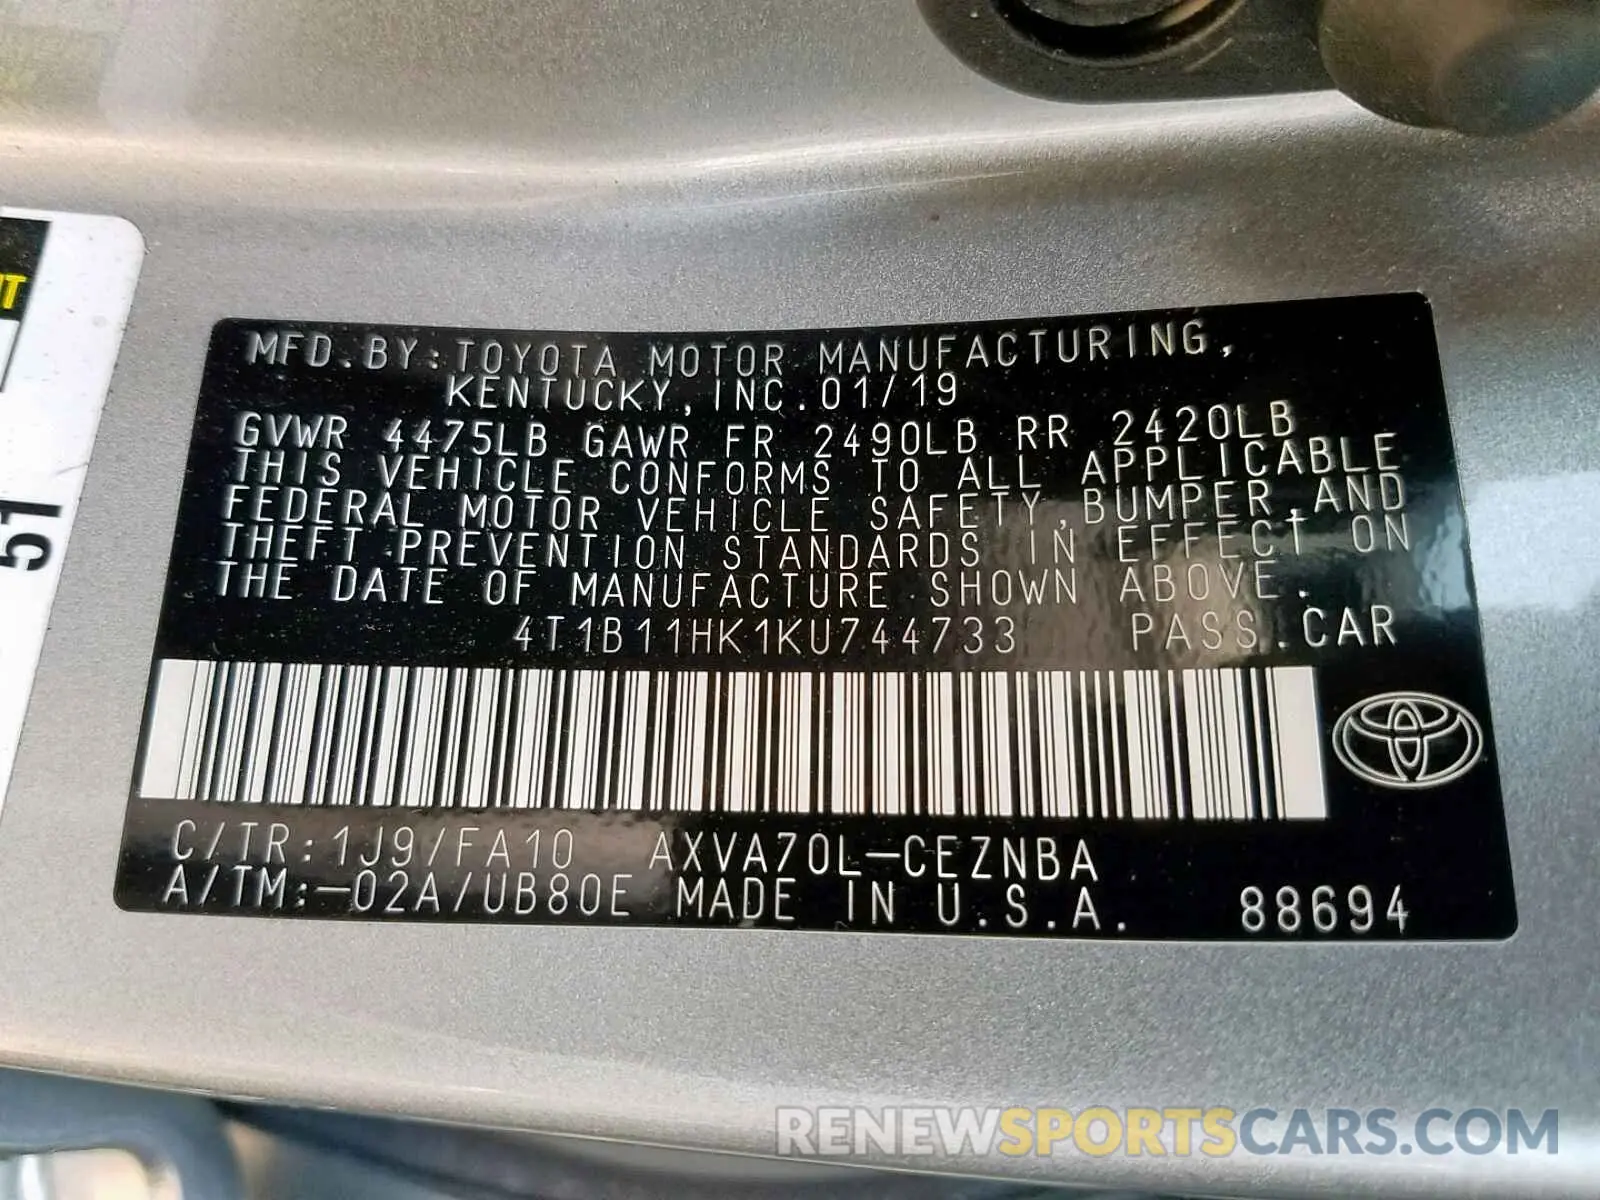 MFD.BY:TOYOTA MOTOR MANUFACTURING,
KENTUCKY,INC.01/19
GVWR 4475LB GAWR FR 2490LB RR 2420LB
THIS VEHICLE CONFORMS TO ALL APPLICABLE
FEDERAL MOTOR VEHICLE SAFETY,BUMPER,AND
THEFT PREVENTION STANDARDS IN EFFECT ON
THE DATE OF MANUFACTURE SHOWN ABOVE.
4T1B11HK1KU744733 PASS.CAR
C/TR:1J9/FA10 AXVA70L-CEZNBA
A/TM:-02A/UB80E MADE IN U.S.A. 88694
51
RENEWSPORTSCARS.COM